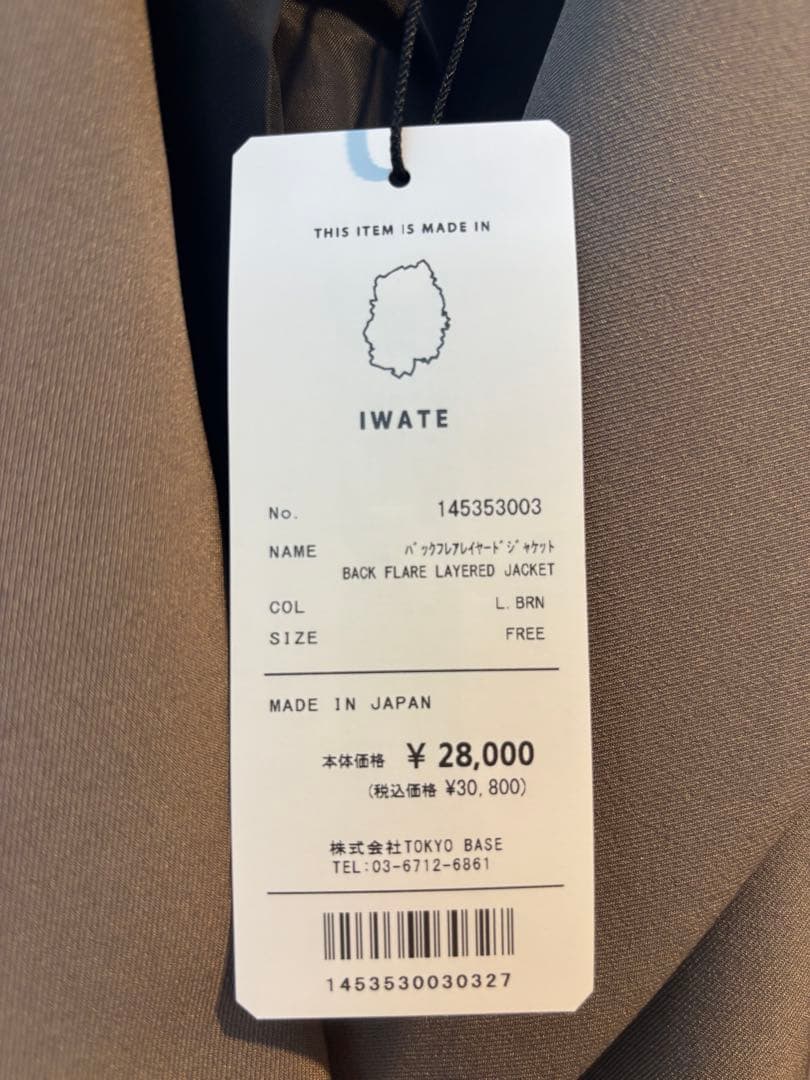 THIS ITEM IS MADE IN
IWATE
No. 145353003
NAME ﾊﾞｯｸﾌﾚｱﾚｲﾔｰﾄﾞｼﾞｬｹｯﾄ
BACK FLARE LAYERED JACKET
COL L.BRN
SIZE FREE
MADE IN JAPAN
本体価格 ¥ 28,000
(税込価格 ¥30,800)
株式会社TOKYO BASE
TEL:03-6712-6861
1453530030327